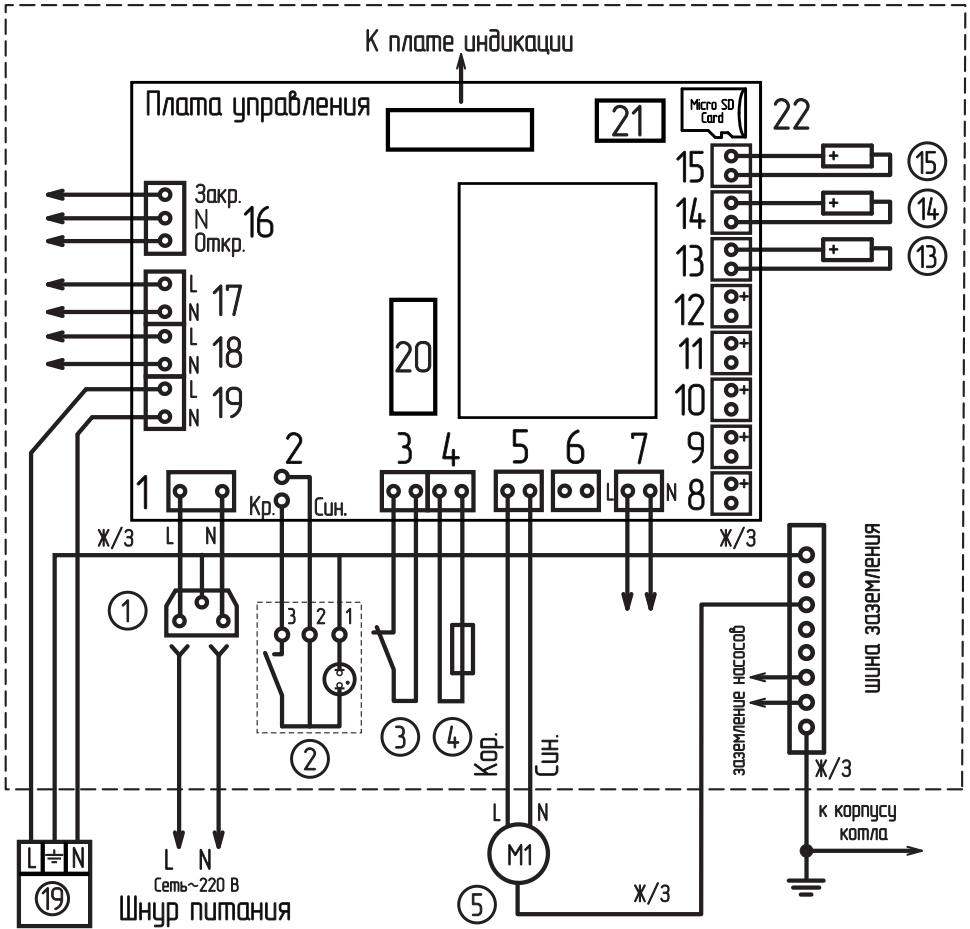 К плате индикации
Плата управления
21
Micro SD
Card
22
15
+
15
14
+
14
13
+
13
Закр.
N
Откр.
16
L
N
17
L
N
18
L
N
19
20
12
+
11
+
10
+
9
+
8
+
1
2
Кр.
Син.
3
4
5
6
7
L
N
Ж/З
L
N
Ж/З
1
3
2
1
2
3
4
Кор.
Син.
заземление насосов
шина заземления
Ж/З
L
N
к корпусу
котла
L
N
19
L
N
Сеть~220 В
Шнур питания
М1
5
Ж/З